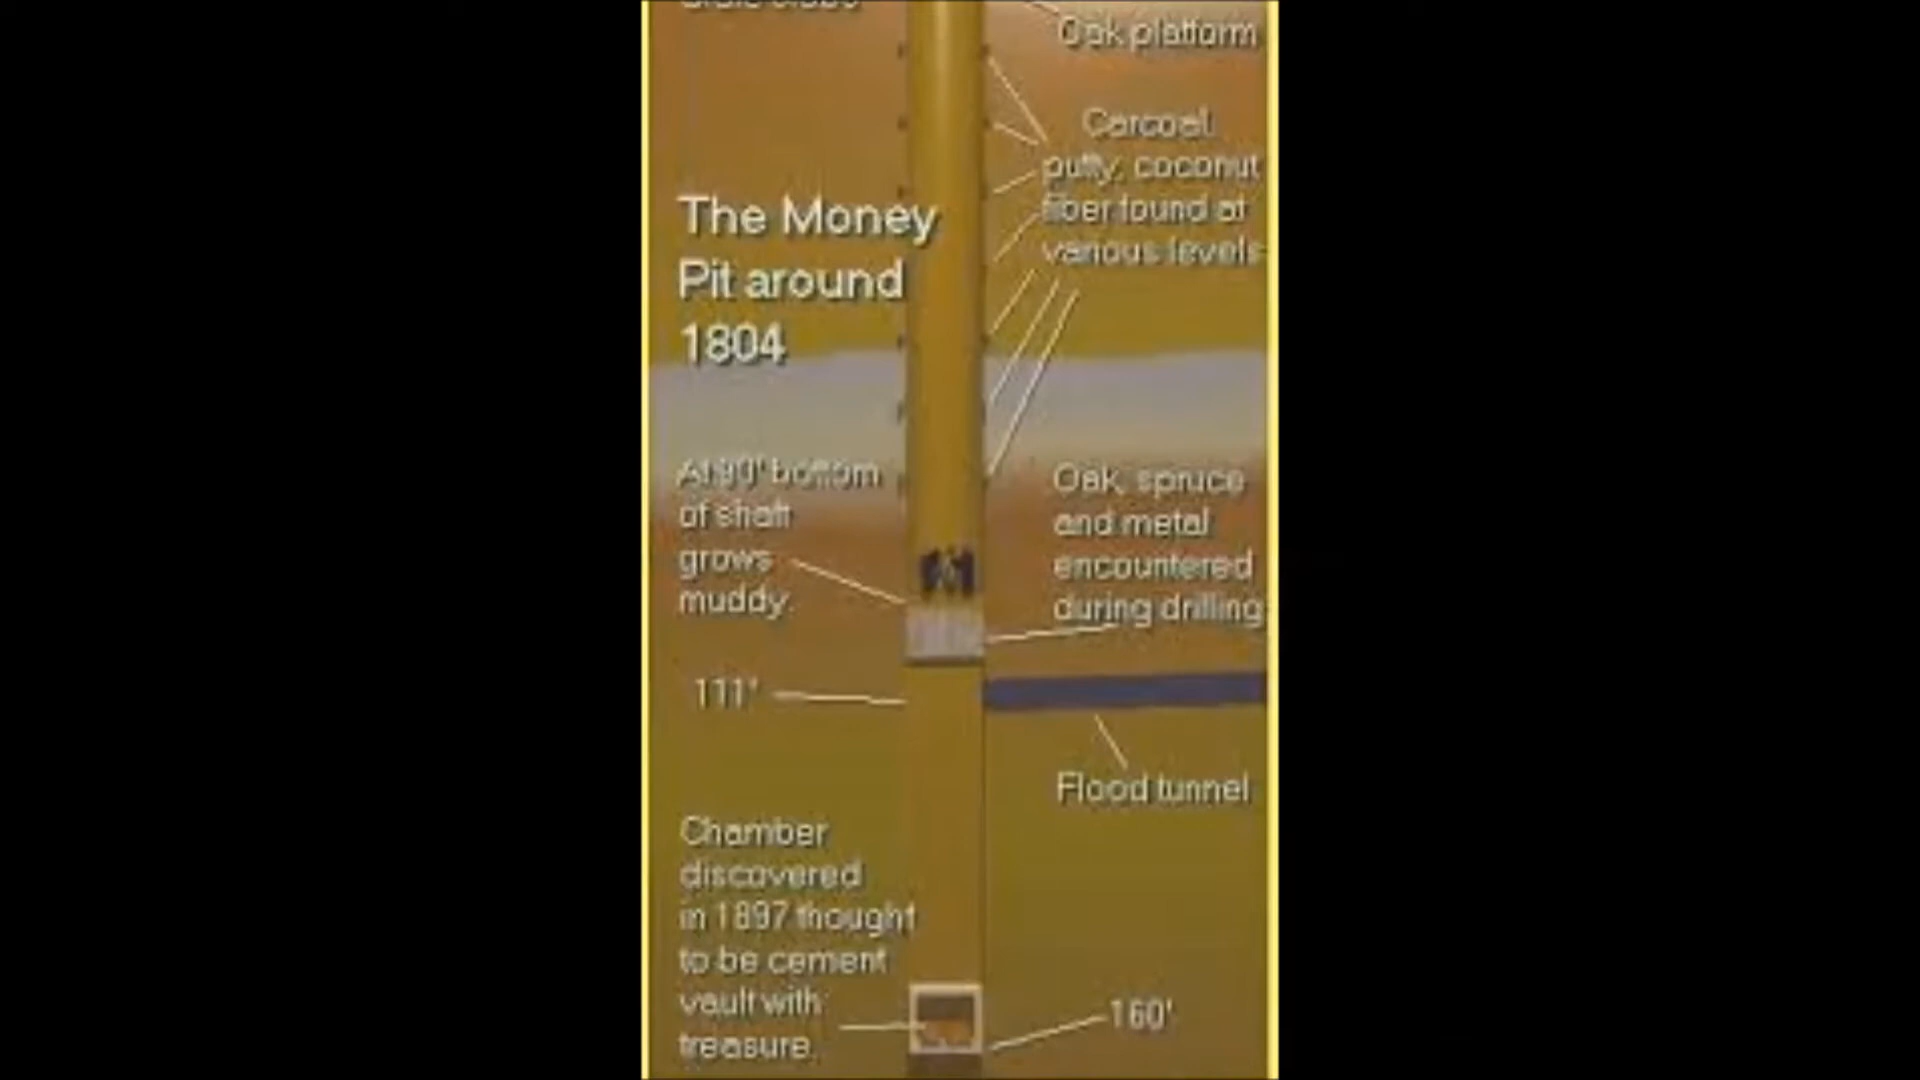 Oak platform
Carcoal,
putty, coconut
fiber found at
various levels
The Money
Pit around
1804
At 90' bottom
of shaft
grows
muddy.
Oak, spruce
and metal
encountered
during drilling
111'
Flood tunnel
Chamber
discovered
in 1897 thought
to be cement
vault with
treasure.
160'